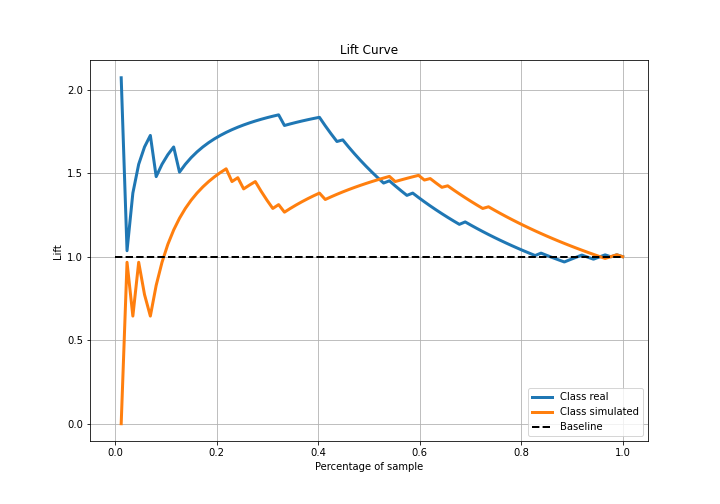 Lift Curve
2.0
1.5
1.0
0.5
0.0
Lift
0.0 0.2 0.4 0.6 0.8 1.0
Percentage of sample
Class real
Class simulated
Baseline